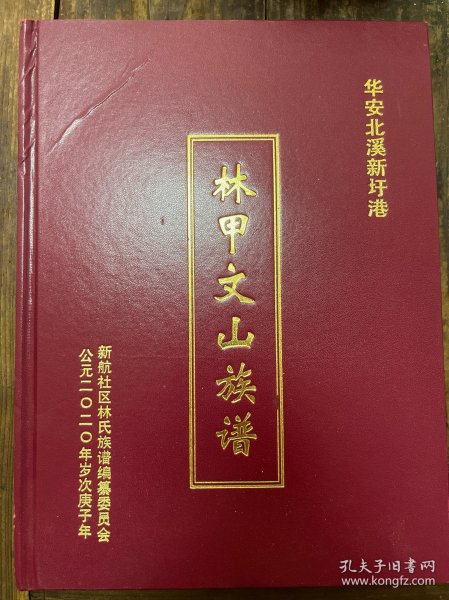 华安北溪新圩港
林甲文山族谱
新航社区林氏族谱编纂委员会
公元二〇二〇年岁次庚子年
孔夫子旧书网
www.kongfz.com